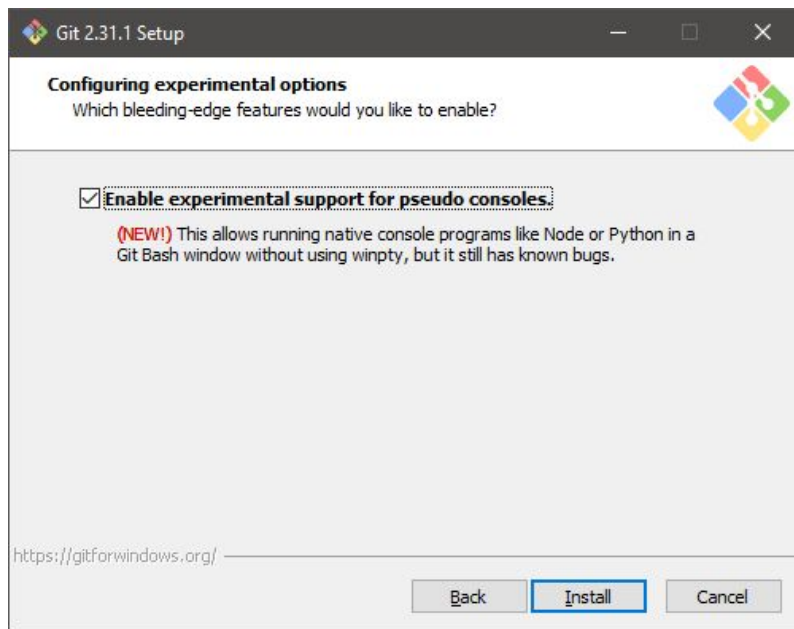 Git 2.31.1 Setup
Configuring experimental options
Which bleeding-edge features would you like to enable?
Enable experimental support for pseudo consoles.
(NEW!) This allows running native console programs like Node or Python in a
Git Bash window without using winpty, but it still has known bugs.
https://gitforwindows.org/
Back Install Cancel